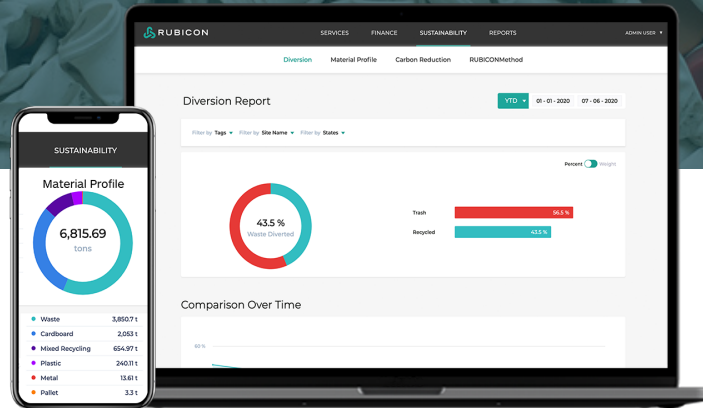 RUBICON
SERVICES FINANCE SUSTAINABILITY REPORTS ADMIN USER
Diversion Material Profile Carbon Reduction RUBICONMethod
Diversion Report
YTD 01 - 01 - 2020 07 - 06 - 2020
Filter by Tags Filter by Site Name Filter by States
Percent Weight
43.5 %
Waste Diverted
Trash 56.5 %
Recycled 43.5 %
Comparison Over Time
60 %
SUSTAINABILITY
Material Profile
6,815.69
tons
Waste 3,850.7 t
Cardboard 2,053 t
Mixed Recycling 654.97 t
Plastic 240.11 t
Metal 13.61 t
Pallet 3.3 t